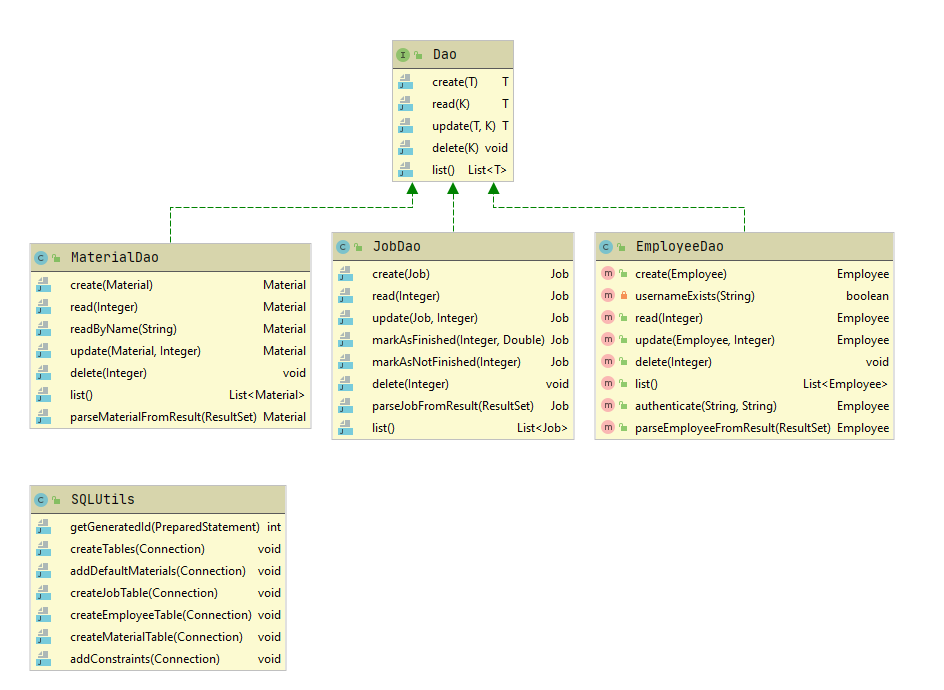 Dao
create(T) T
read(K) T
update(T, K) T
delete(K) void
list() List<T>
MaterialDao
create(Material) Material
read(Integer) Material
readByName(String) Material
update(Material, Integer) Material
delete(Integer) void
list() List<Material>
parseMaterialFromResult(ResultSet) Material
JobDao
create(Job) Job
read(Integer) Job
update(Job, Integer) Job
markAsFinished(Integer, Double) Job
markAsNotFinished(Integer) Job
delete(Integer) void
parseJobFromResult(ResultSet) Job
list() List<Job>
EmployeeDao
create(Employee) Employee
usernameExists(String) boolean
read(Integer) Employee
update(Employee, Integer) Employee
delete(Integer) void
list() List<Employee>
authenticate(String, String) Employee
parseEmployeeFromResult(ResultSet) Employee
SQLUtils
getGeneratedId(PreparedStatement) int
createTables(Connection) void
addDefaultMaterials(Connection) void
createJobTable(Connection) void
createEmployeeTable(Connection) void
createMaterialTable(Connection) void
addConstraints(Connection) void